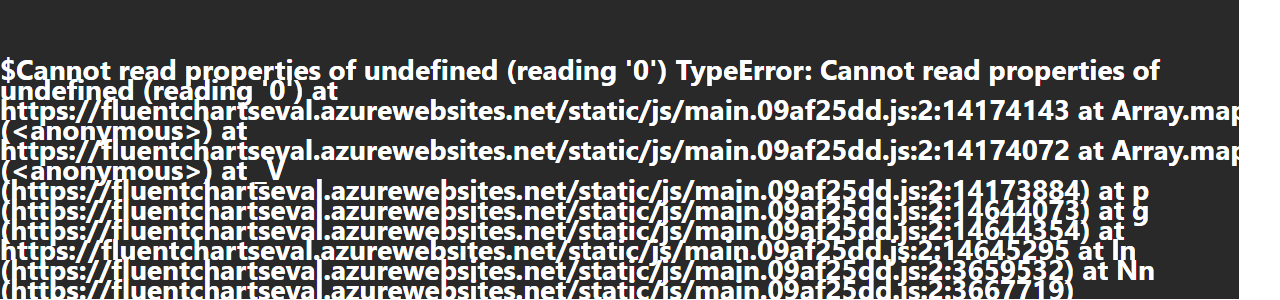 $Cannot read properties of undefined (reading '0') TypeError: Cannot read properties of
undefined (reading '0') at
https://fluentchartseval.azurewebsites.net/static/js/main.09af25dd.js:2:14174143 at Array.map
(<anonymous>) at
https://fluentchartseval.azurewebsites.net/static/js/main.09af25dd.js:2:14174072 at Array.map
(<anonymous>) at _V
(https://fluentchartseval.azurewebsites.net/static/js/main.09af25dd.js:2:14173884) at p
(https://fluentchartseval.azurewebsites.net/static/js/main.09af25dd.js:2:14644073) at g
(https://fluentchartseval.azurewebsites.net/static/js/main.09af25dd.js:2:14644354) at
https://fluentchartseval.azurewebsites.net/static/js/main.09af25dd.js:2:14645295 at In
(https://fluentchartseval.azurewebsites.net/static/js/main.09af25dd.js:2:3659532) at Nn
(https://fluentchartseval.azurewebsites.net/static/js/main.09af25dd.js:2:3667719)